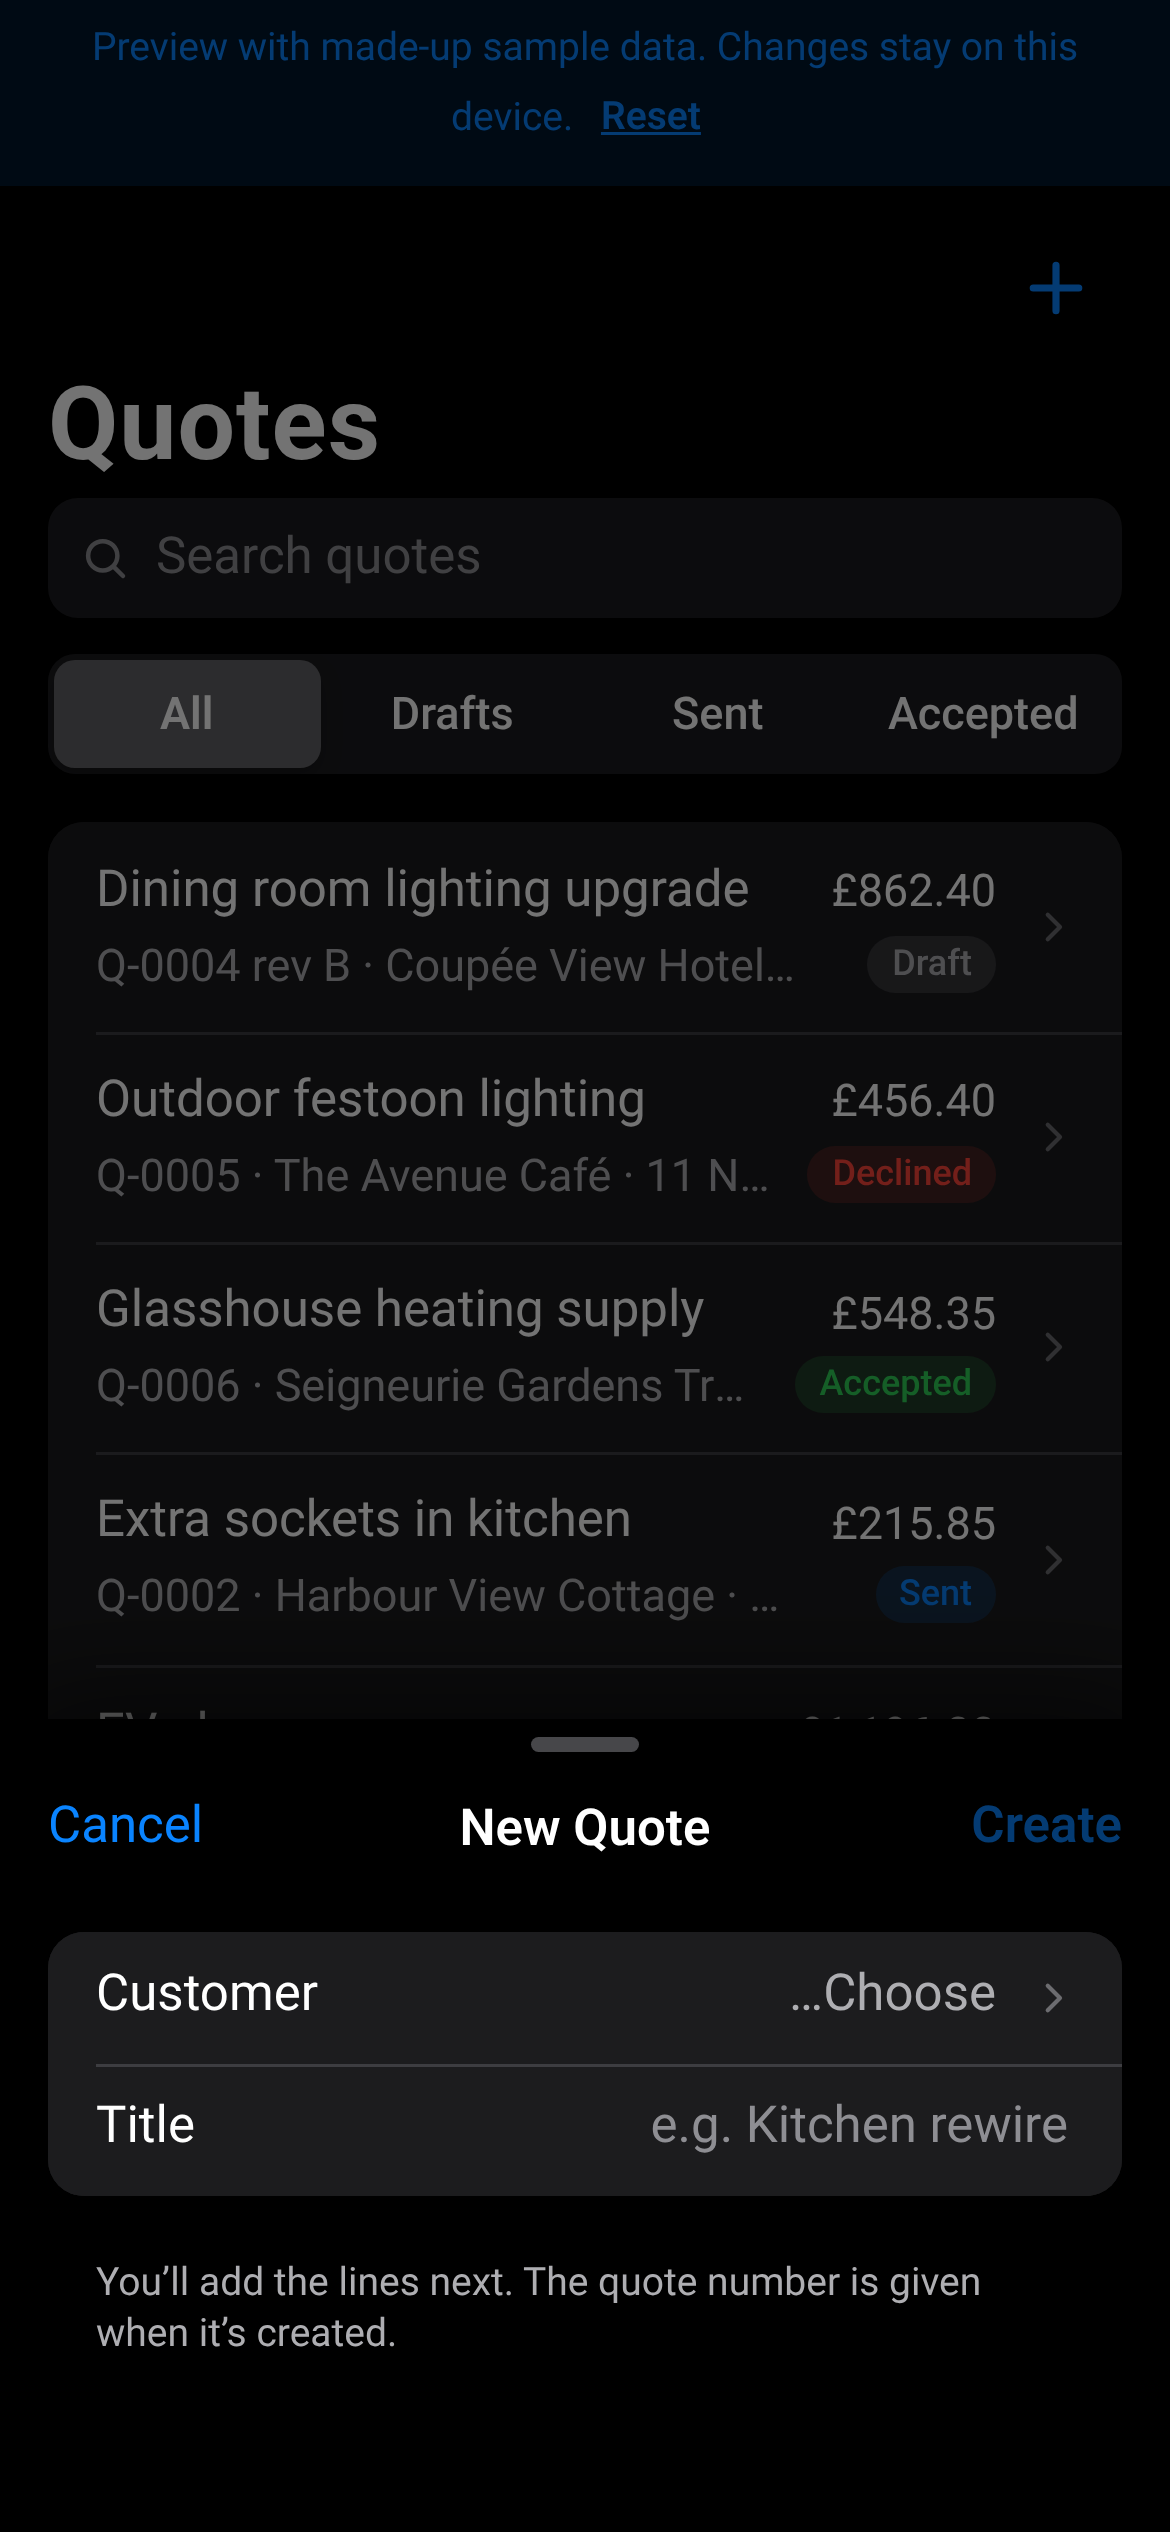 Preview with made-up sample data. Changes stay on this
device. Reset
Quotes
Search quotes
All Drafts Sent Accepted
Dining room lighting upgrade £862.40
Q-0004 rev B · Coupée View Hotel... Draft
Outdoor festoon lighting £456.40
Q-0005 · The Avenue Café · 11 N... Declined
Glasshouse heating supply £548.35
Q-0006 · Seigneurie Gardens Tr... Accepted
Extra sockets in kitchen £215.85
Q-0002 · Harbour View Cottage · ... Sent
Cancel New Quote Create
Customer ...Choose
Title e.g. Kitchen rewire
You’ll add the lines next. The quote number is given
when it’s created.